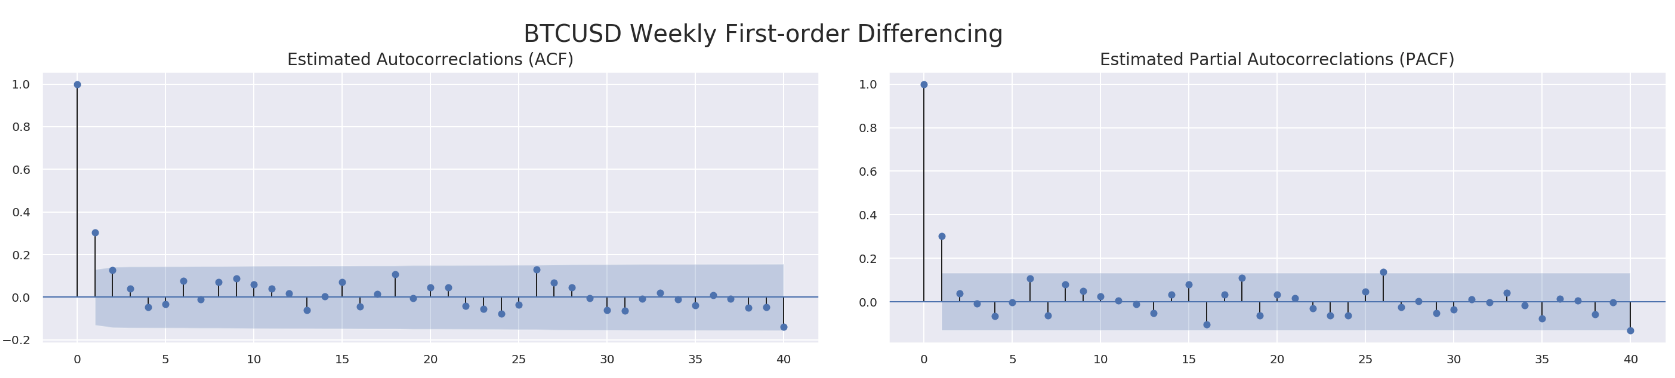 BTCUSD Weekly First-order Differencing
Estimated Autocorreclations (ACF)
1.0
0.8
0.6
0.4
0.2
0.0
−0.2
0 5 10 15 20 25 30 35 40
Estimated Partial Autocorreclations (PACF)
1.0
0.8
0.6
0.4
0.2
0.0
0 5 10 15 20 25 30 35 40